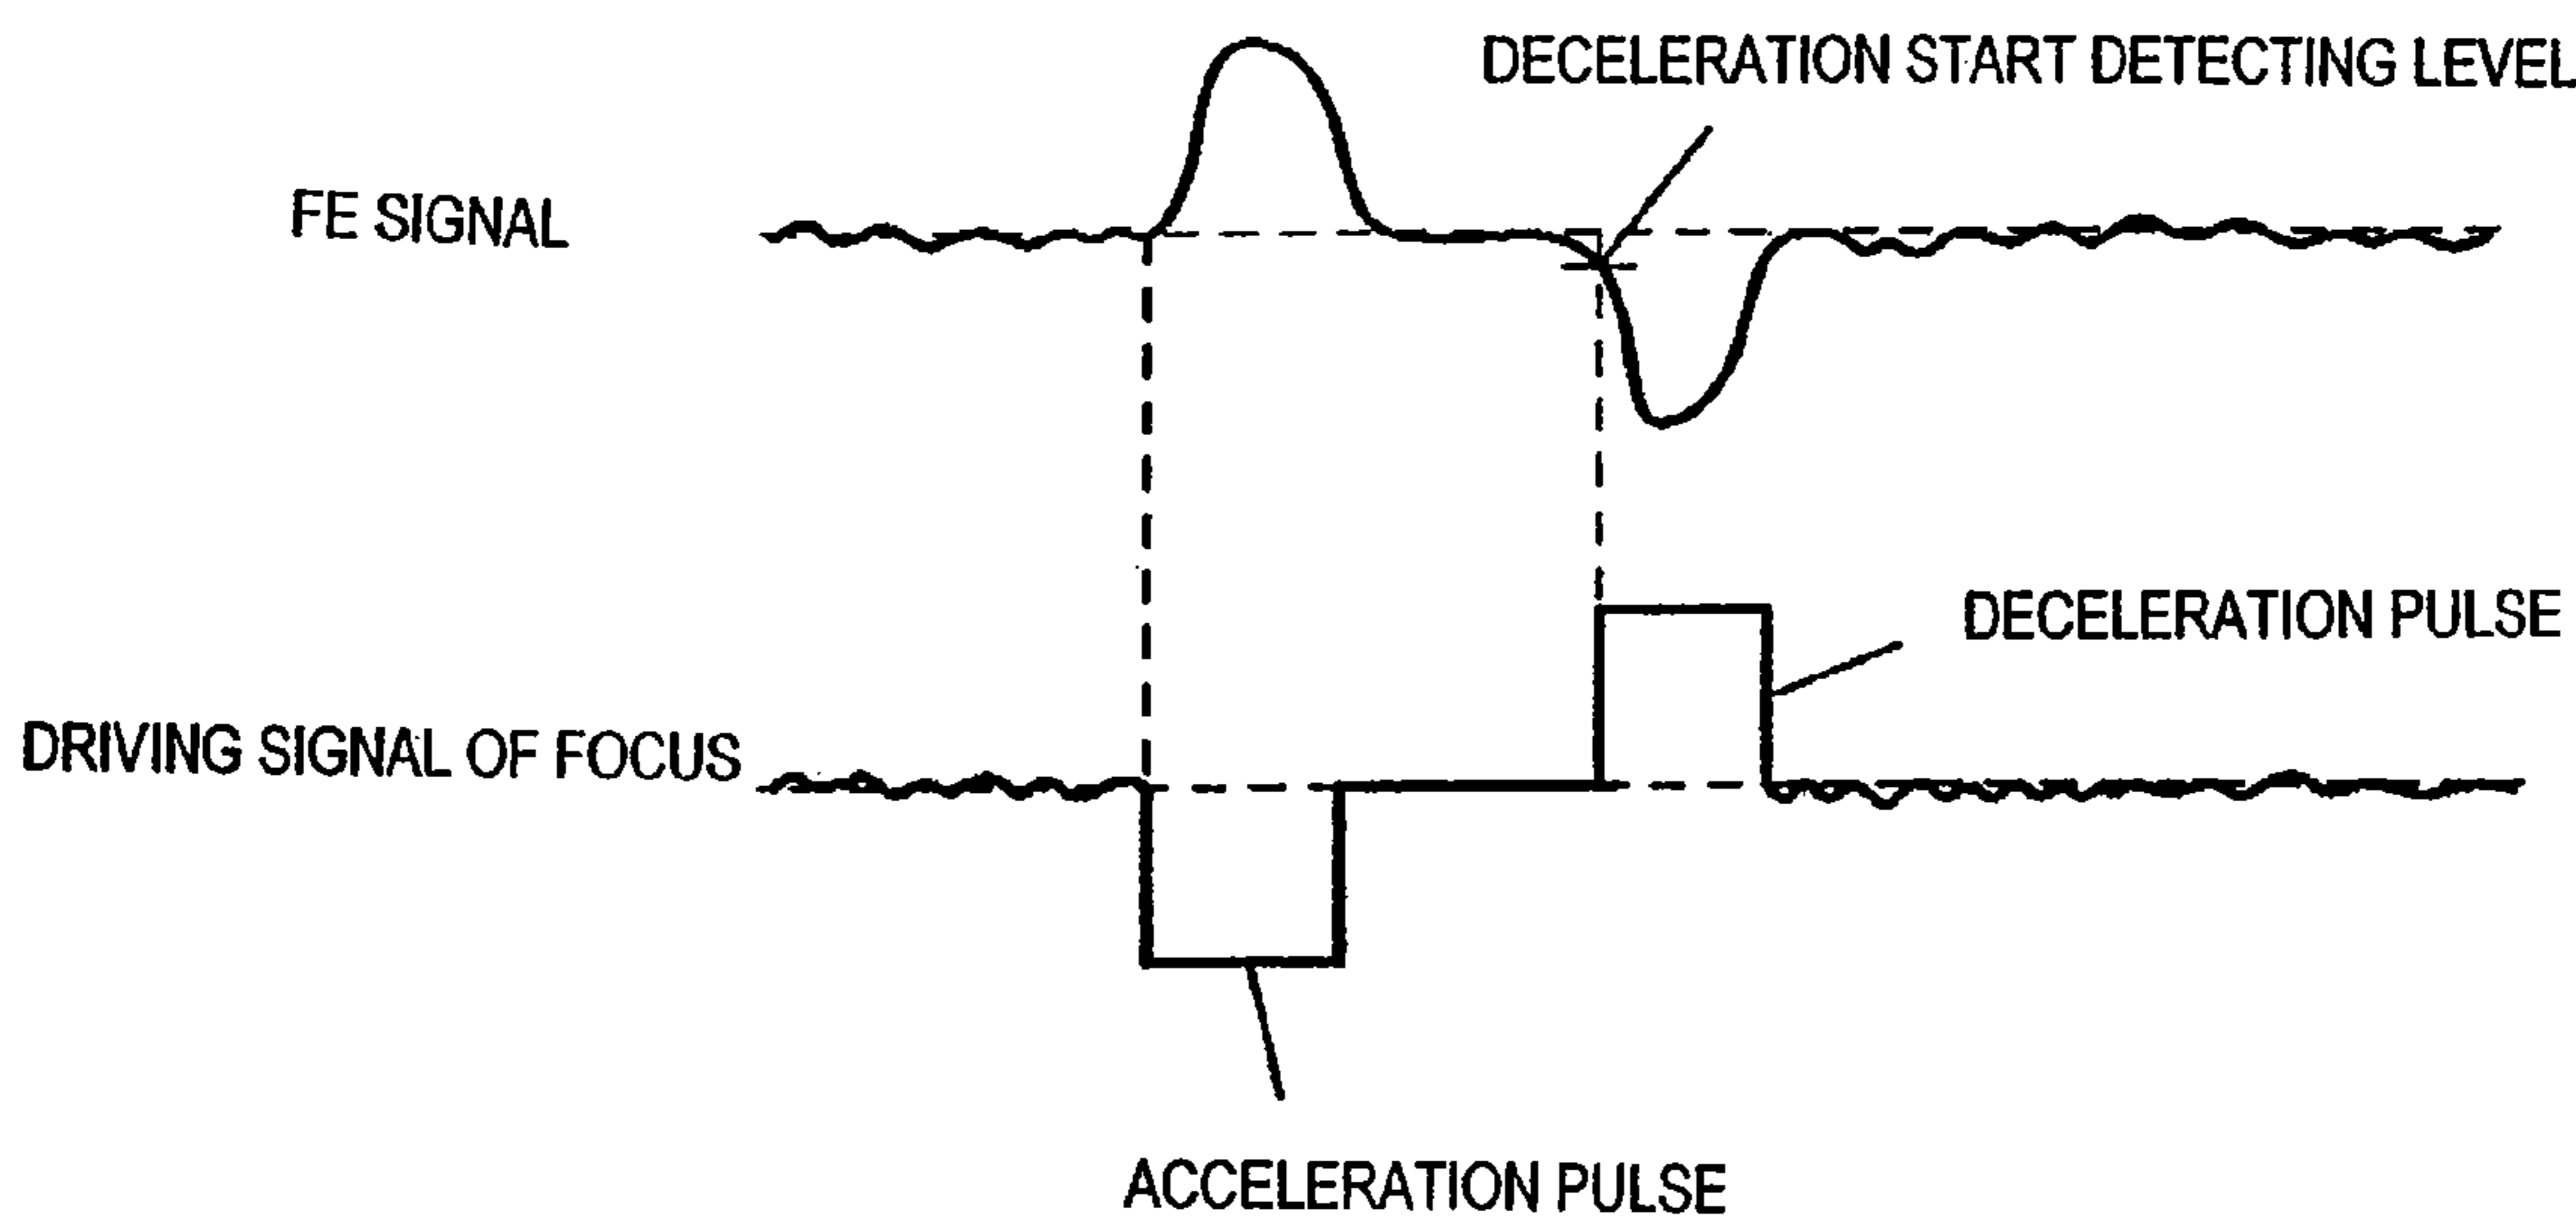 DECELERATION START DETECTING LEVEL
FE SIGNAL
DECELERATION PULSE
DRIVING SIGNAL OF FOCUS
ACCELERATION PULSE